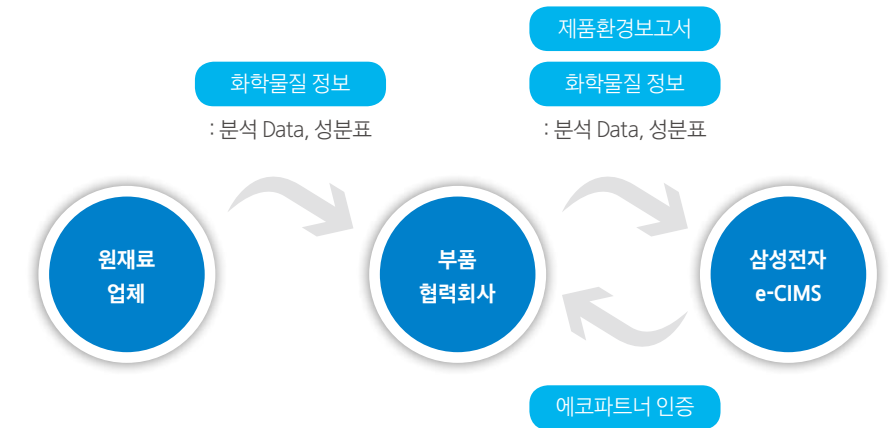 제품환경보고서
화학물질 정보
화학물질 정보
: 분석 Data, 성분표
: 분석 Data, 성분표
원재료
업체
부품
협력회사
삼성전자
e-CIMS
에코파트너 인증